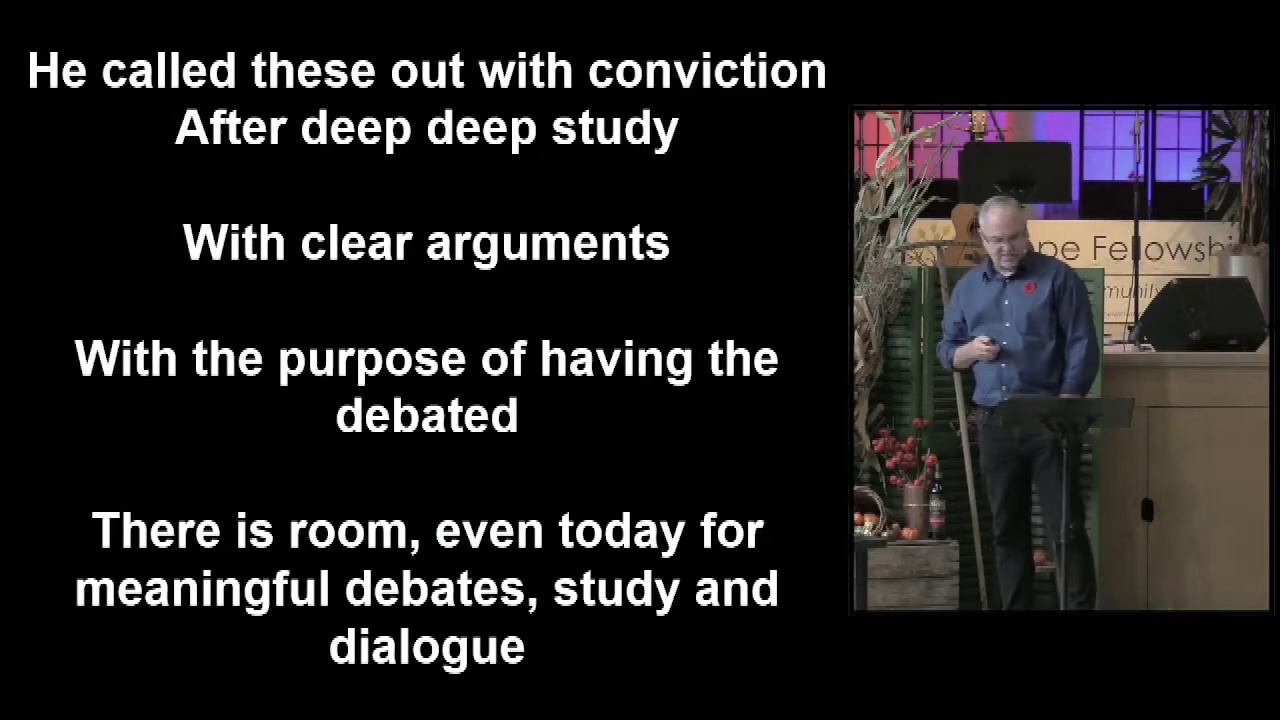 He called these out with conviction
After deep deep study
With clear arguments
With the purpose of having the
debated
There is room, even today for
meaningful debates, study and
dialogue